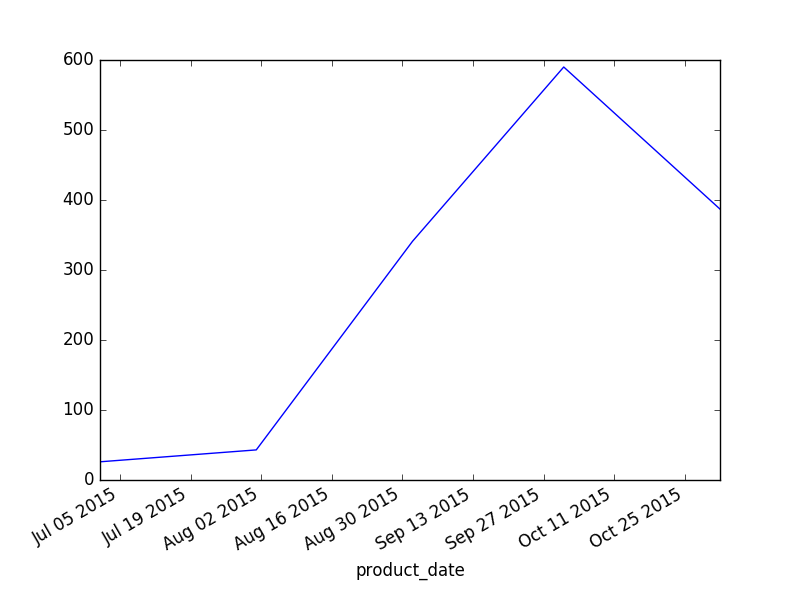 600
500
400
300
200
100
0
Jul 05 2015
Jul 19 2015
Aug 02 2015
Aug 16 2015
Aug 30 2015
Sep 13 2015
Sep 27 2015
Oct 11 2015
Oct 25 2015
product_date